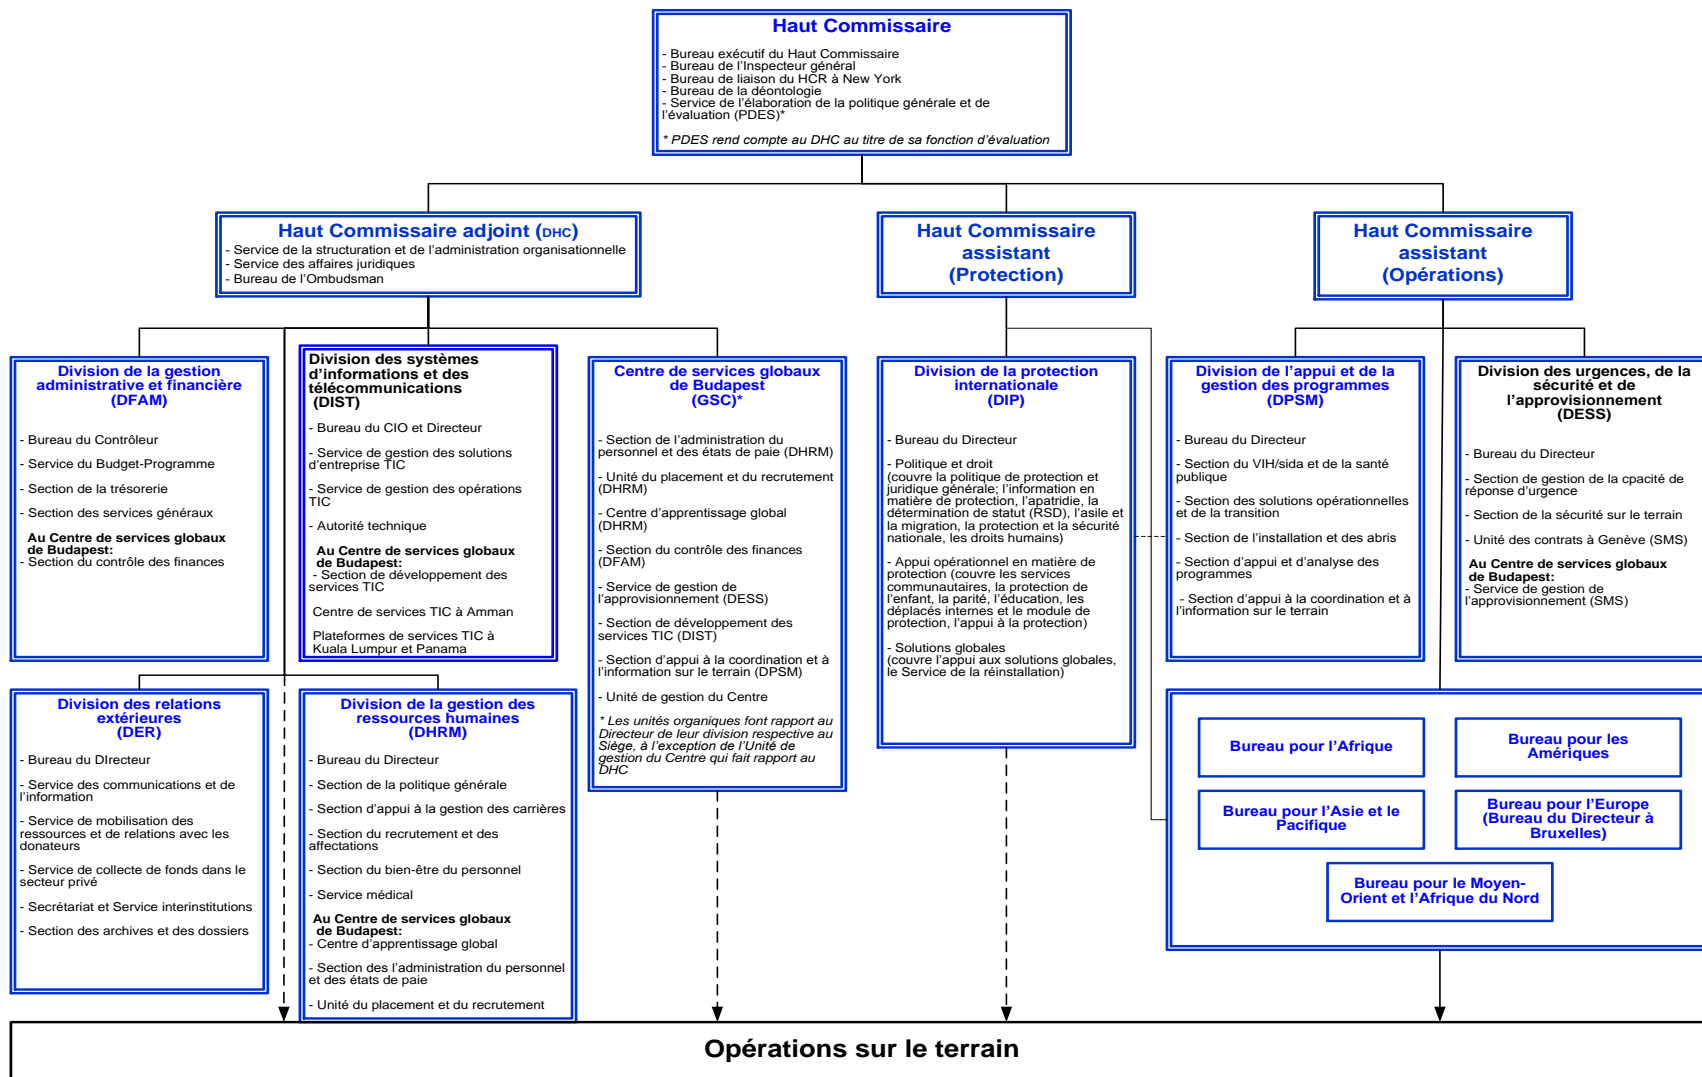 Haut Commissaire
- Bureau exécutif du Haut Commissaire
- Bureau de l'Inspecteur général
- Bureau de liaison du HCR à New York
- Bureau de la déontologie
- Service de l'élaboration de la politique générale et de
l'évaluation (PDES)*
* PDES rend compte au DHC au titre de sa fonction d'évaluation
Haut Commissaire adjoint (DHC)
- Service de la structuration et de l'administration organisationnelle
- Service des affaires juridiques
- Bureau de l'Ombudsman
Haut Commissaire
assistant
(Protection)
Haut Commissaire
assistant
(Opérations)
Division de la gestion
administrative et financière
(DFAM)
- Bureau du Contrôleur
- Service du Budget-Programme
- Section de la trésorerie
- Section des services généraux
Au Centre de services globaux
de Budapest:
- Section du contrôle des finances
Division des systèmes
d'informations et des
télécommunications
(DIST)
- Bureau du CIO et Directeur
- Service de gestion des solutions
d'entreprise TIC
- Service de gestion des opérations
TIC
- Autorité technique
Au Centre de services globaux
de Budapest:
- Section de développement des
services TIC
Centre de services TIC à Amman
Plateformes de services TIC à
Kuala Lumpur et Panama
Centre de services globaux
de Budapest
(GSC)*
- Section de l'administration du
personnel et des états de paie (DHRM)
- Unité du placement et du recrutement
(DHRM)
- Centre d'apprentissage global
(DHRM)
- Section du contrôle des finances
(DFAM)
- Service de gestion de
l'approvisionnement (DESS)
- Section de développement des
services TIC (DIST)
- Section d'appui à la coordination et à
l'information sur le terrain (DPSM)
- Unité de gestion du Centre
* Les unités organiques font rapport au
Directeur de leur division respective au
Siège, à l'exception de l'Unité de
gestion du Centre qui fait rapport au
DHC
Division de la protection
internationale
(DIP)
- Bureau du Directeur
- Politique et droit
(couvre la politique de protection et
juridique générale; l'information en
matière de protection, l'apatridie, la
détermination de statut (RSD), l'asile et
la migration, la protection et la sécurité
nationale, les droits humains)
- Appui opérationnel en matière de
protection (couvre les services
communautaires, la protection de
l'enfant, la parité, l'éducation, les
déplacés internes et le module de
protection, l'appui à la protection)
- Solutions globales
(couvre l'appui aux solutions globales,
le Service de la réinstallation)
Division de l'appui et de la
gestion des programmes
(DPSM)
- Bureau du Directeur
- Section du VIH/sida et de la santé
publique
- Section des solutions opérationnelles
et de la transition
- Section de l'installation et des abris
- Section d'appui et d'analyse des
programmes
- Section d'appui à la coordination et à
l'information sur le terrain
Division des urgences, de la
sécurité et de
l'approvisionnement
(DESS)
- Bureau du Directeur
- Section de gestion de la cpacité de
réponse d'urgence
- Section de la sécurité sur le terrain
- Unité des contrats à Genève (SMS)
Au Centre de services globaux
de Budapest:
- Service de gestion de
l'approvisionnement (SMS)
Division des relations
extérieures
(DER)
- Bureau du DIrecteur
- Service des communications et de
l'information
- Service de mobilisation des
ressources et de relations avec les
donateurs
- Service de collecte de fonds dans le
secteur privé
- Secrétariat et Service interinstitutions
- Section des archives et des dossiers
Division de la gestion des
ressources humaines
(DHRM)
- Bureau du Directeur
- Section de la politique générale
- Section d'appui à la gestion des carrières
- Section du recrutement et des
affectations
- Section du bien-être du personnel
- Service médical
Au Centre de services globaux
de Budapest:
- Centre d'apprentissage global
- Section des l'administration du personnel
et des états de paie
- Unité du placement et du recrutement
Bureau pour l'Afrique
Bureau pour les
Amériques
Bureau pour l'Asie et le
Pacifique
Bureau pour l'Europe
(Bureau du Directeur à
Bruxelles)
Bureau pour le Moyen-
Orient et l'Afrique du Nord
Opérations sur le terrain